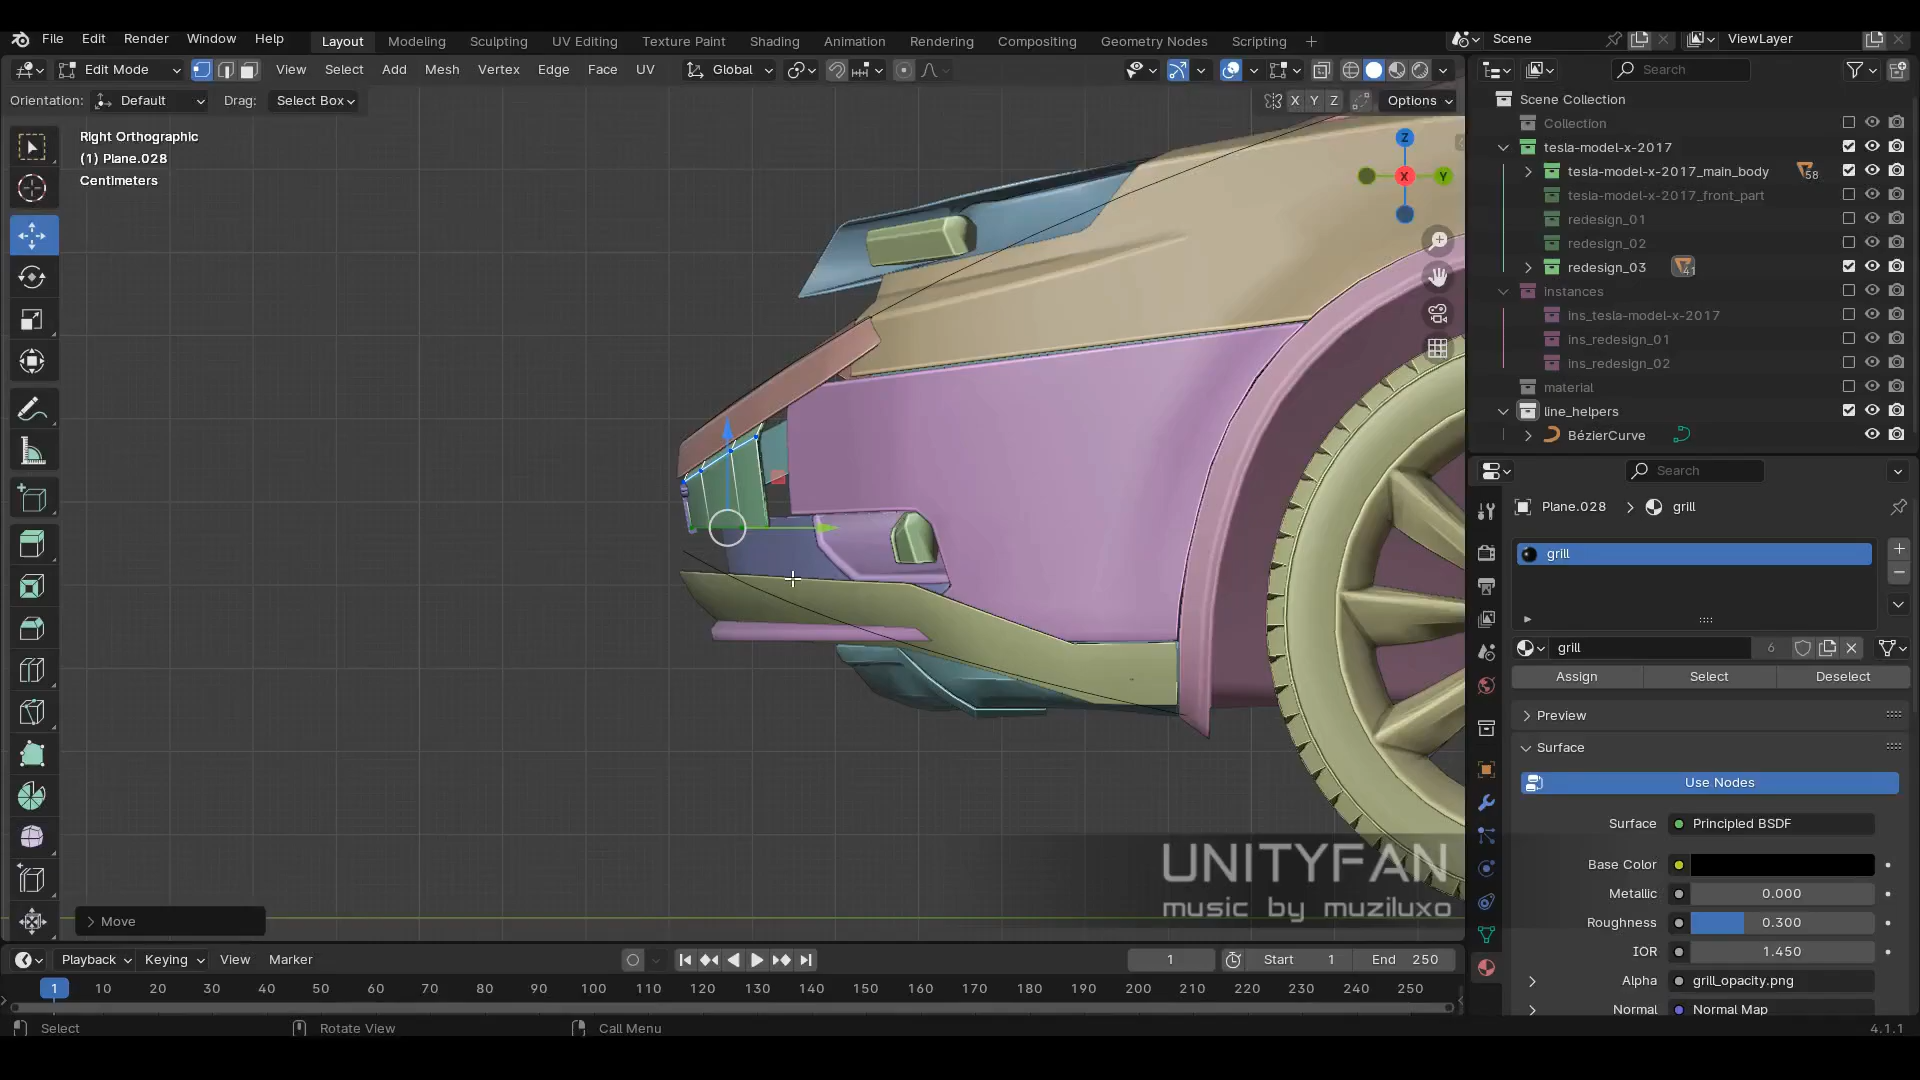 File Edit Render Window Help Layout Modeling Sculpting UV Editing Texture Paint Shading Animation Rendering Compositing Geometry Nodes Scripting Scene ViewLayer
Edit Mode View Select Add Mesh Vertex Edge Face UV Global Search
Orientation: Default Drag: Select Box X Y Z Options
Scene Collection
Right Orthographic
(1) Plane.028
Centimeters
Z
X
Y
Collection
tesla-model-x-2017
tesla-model-x-2017_main_body 58
tesla-model-x-2017_front_part
redesign_01
redesign_02
redesign_03 41
instances
ins_tesla-model-x-2017
ins_redesign_01
ins_redesign_02
material
line_helpers
BézierCurve
Search
Plane.028 grill
grill
grill 6
Assign Select Deselect
Preview
Surface
Use Nodes
Surface Principled BSDF
Base Color
Metallic 0.000
Roughness 0.300
IOR 1.450
Alpha grill_opacity.png
Normal Normal Map
UNITYFAN
music by muziluxo
Move
Playback Keying View Marker 1 Start 1 End 250
1 10 20 30 40 50 60 70 80 90 100 110 120 130 140 150 160 170 180 190 200 210 220 230 240 250
Select Rotate View Call Menu 4.1.1